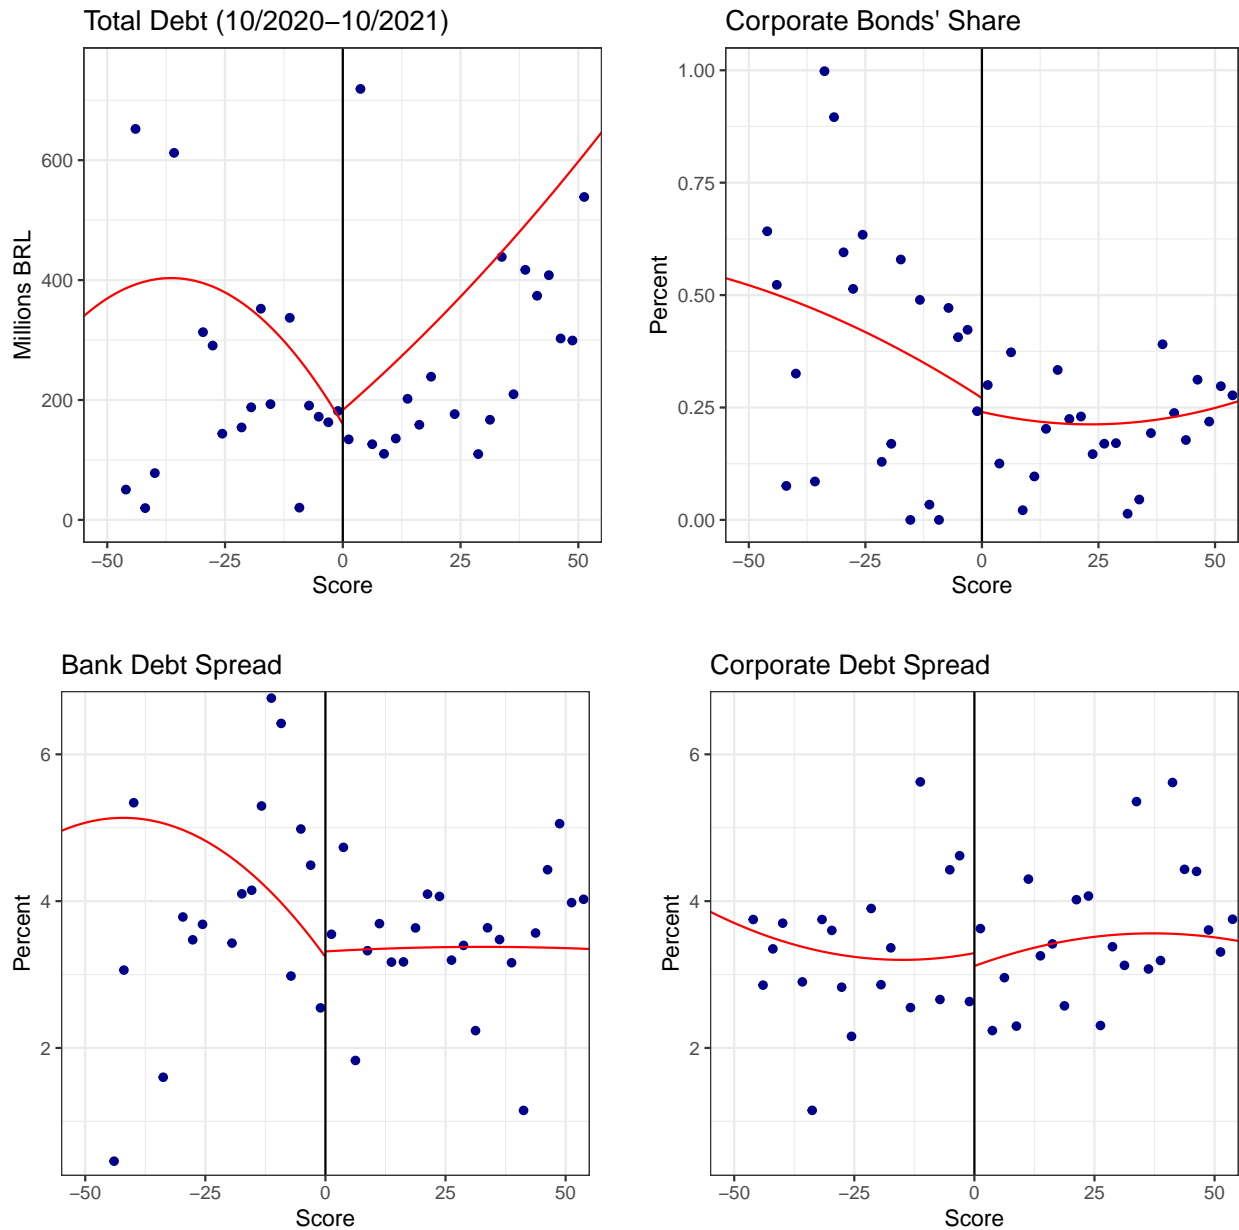 Total Debt (10/2020–10/2021)
Millions BRL
600
400
200
0
−50
−25
0
25
50
Score
Corporate Bonds' Share
Percent
1.00
0.75
0.50
0.25
0.00
−50
−25
0
25
50
Score
Bank Debt Spread
Percent
6
4
2
−50
−25
0
25
50
Score
Corporate Debt Spread
Percent
6
4
2
−50
−25
0
25
50
Score